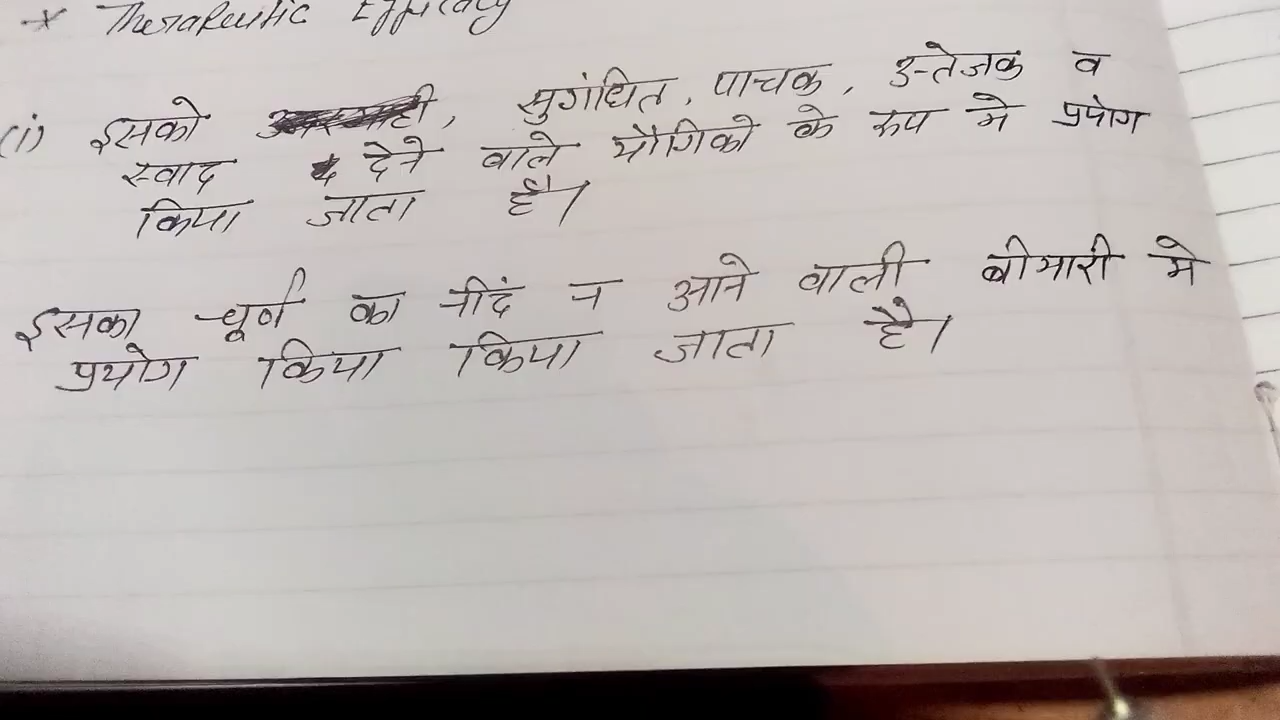 * Therapeutic Efficacy
(i) इसको , सुगंधित, पाचक, उत्तेजक व
स्वाद देने वाले यौगिको के रूप मे प्रयोग
किया जाता है।
इसका चूर्ण का नींद न आने वाली बीमारी मे
प्रयोग किया किया जाता है।